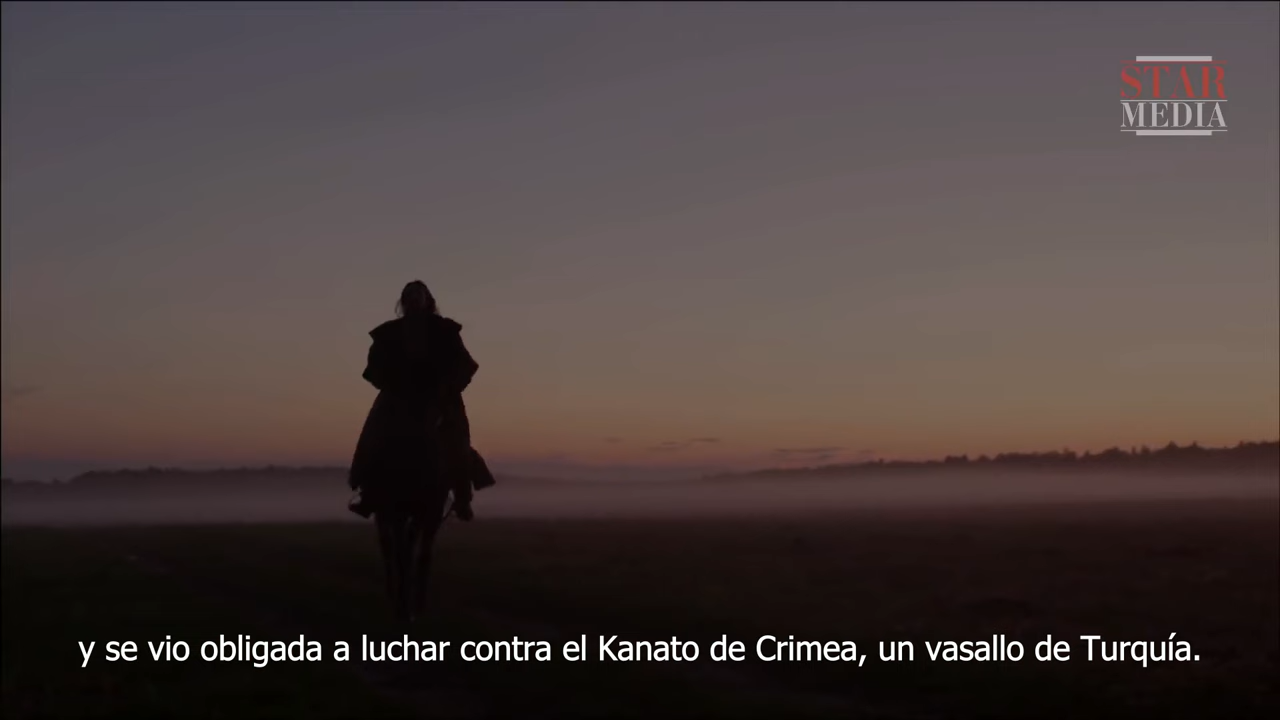 STAR
MEDIA
y se vio obligada a luchar contra el Kanato de Crimea, un vasallo de Turquía.